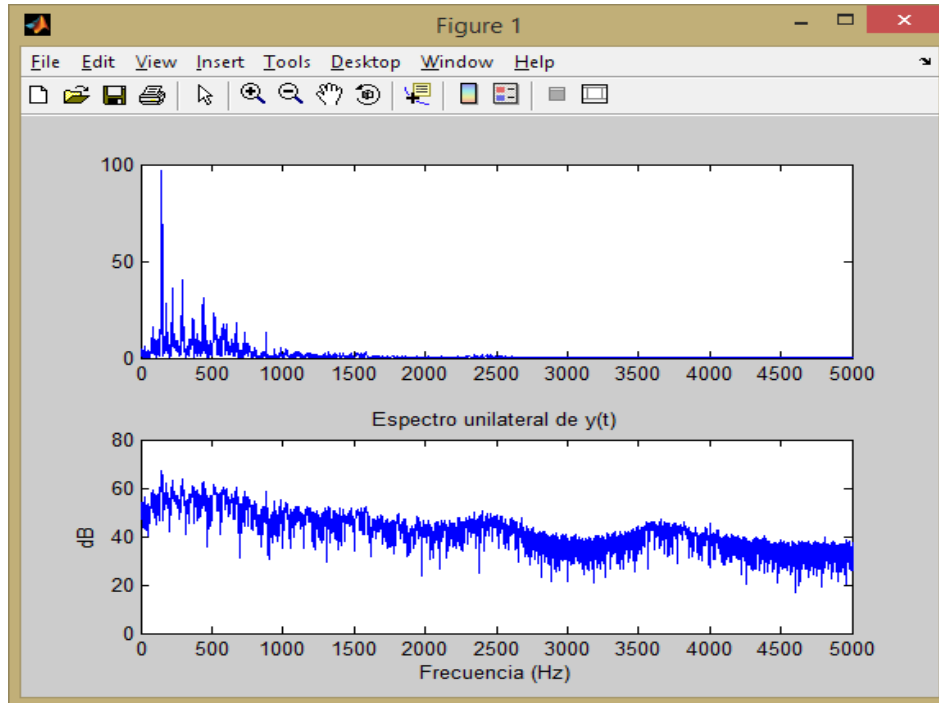 Figure 1
File Edit View Insert Tools Desktop Window Help
100
50
0
0 500 1000 1500 2000 2500 3000 3500 4000 4500 5000
Espectro unilateral de y(t)
80
60
40
20
0
dB
0 500 1000 1500 2000 2500 3000 3500 4000 4500 5000
Frecuencia (Hz)